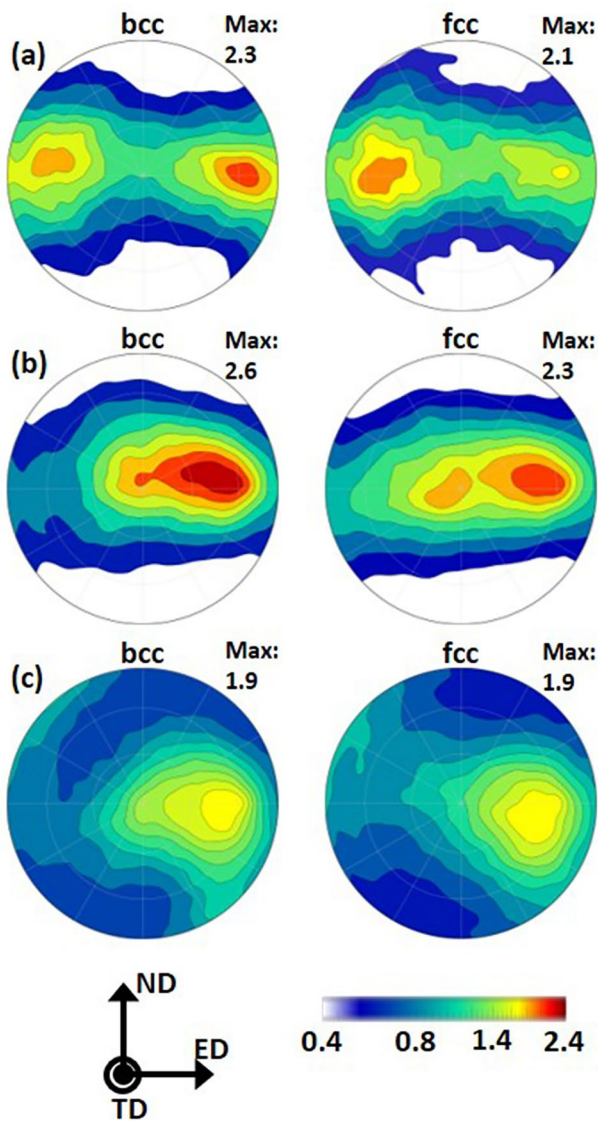 bcc Max: fcc Max:
(a) 2.3 2.1
bcc Max: fcc Max:
(b) 2.6 2.3
bcc Max: fcc Max:
(c) 1.9 1.9
ND
ED
TD
0.4 0.8 1.4 2.4